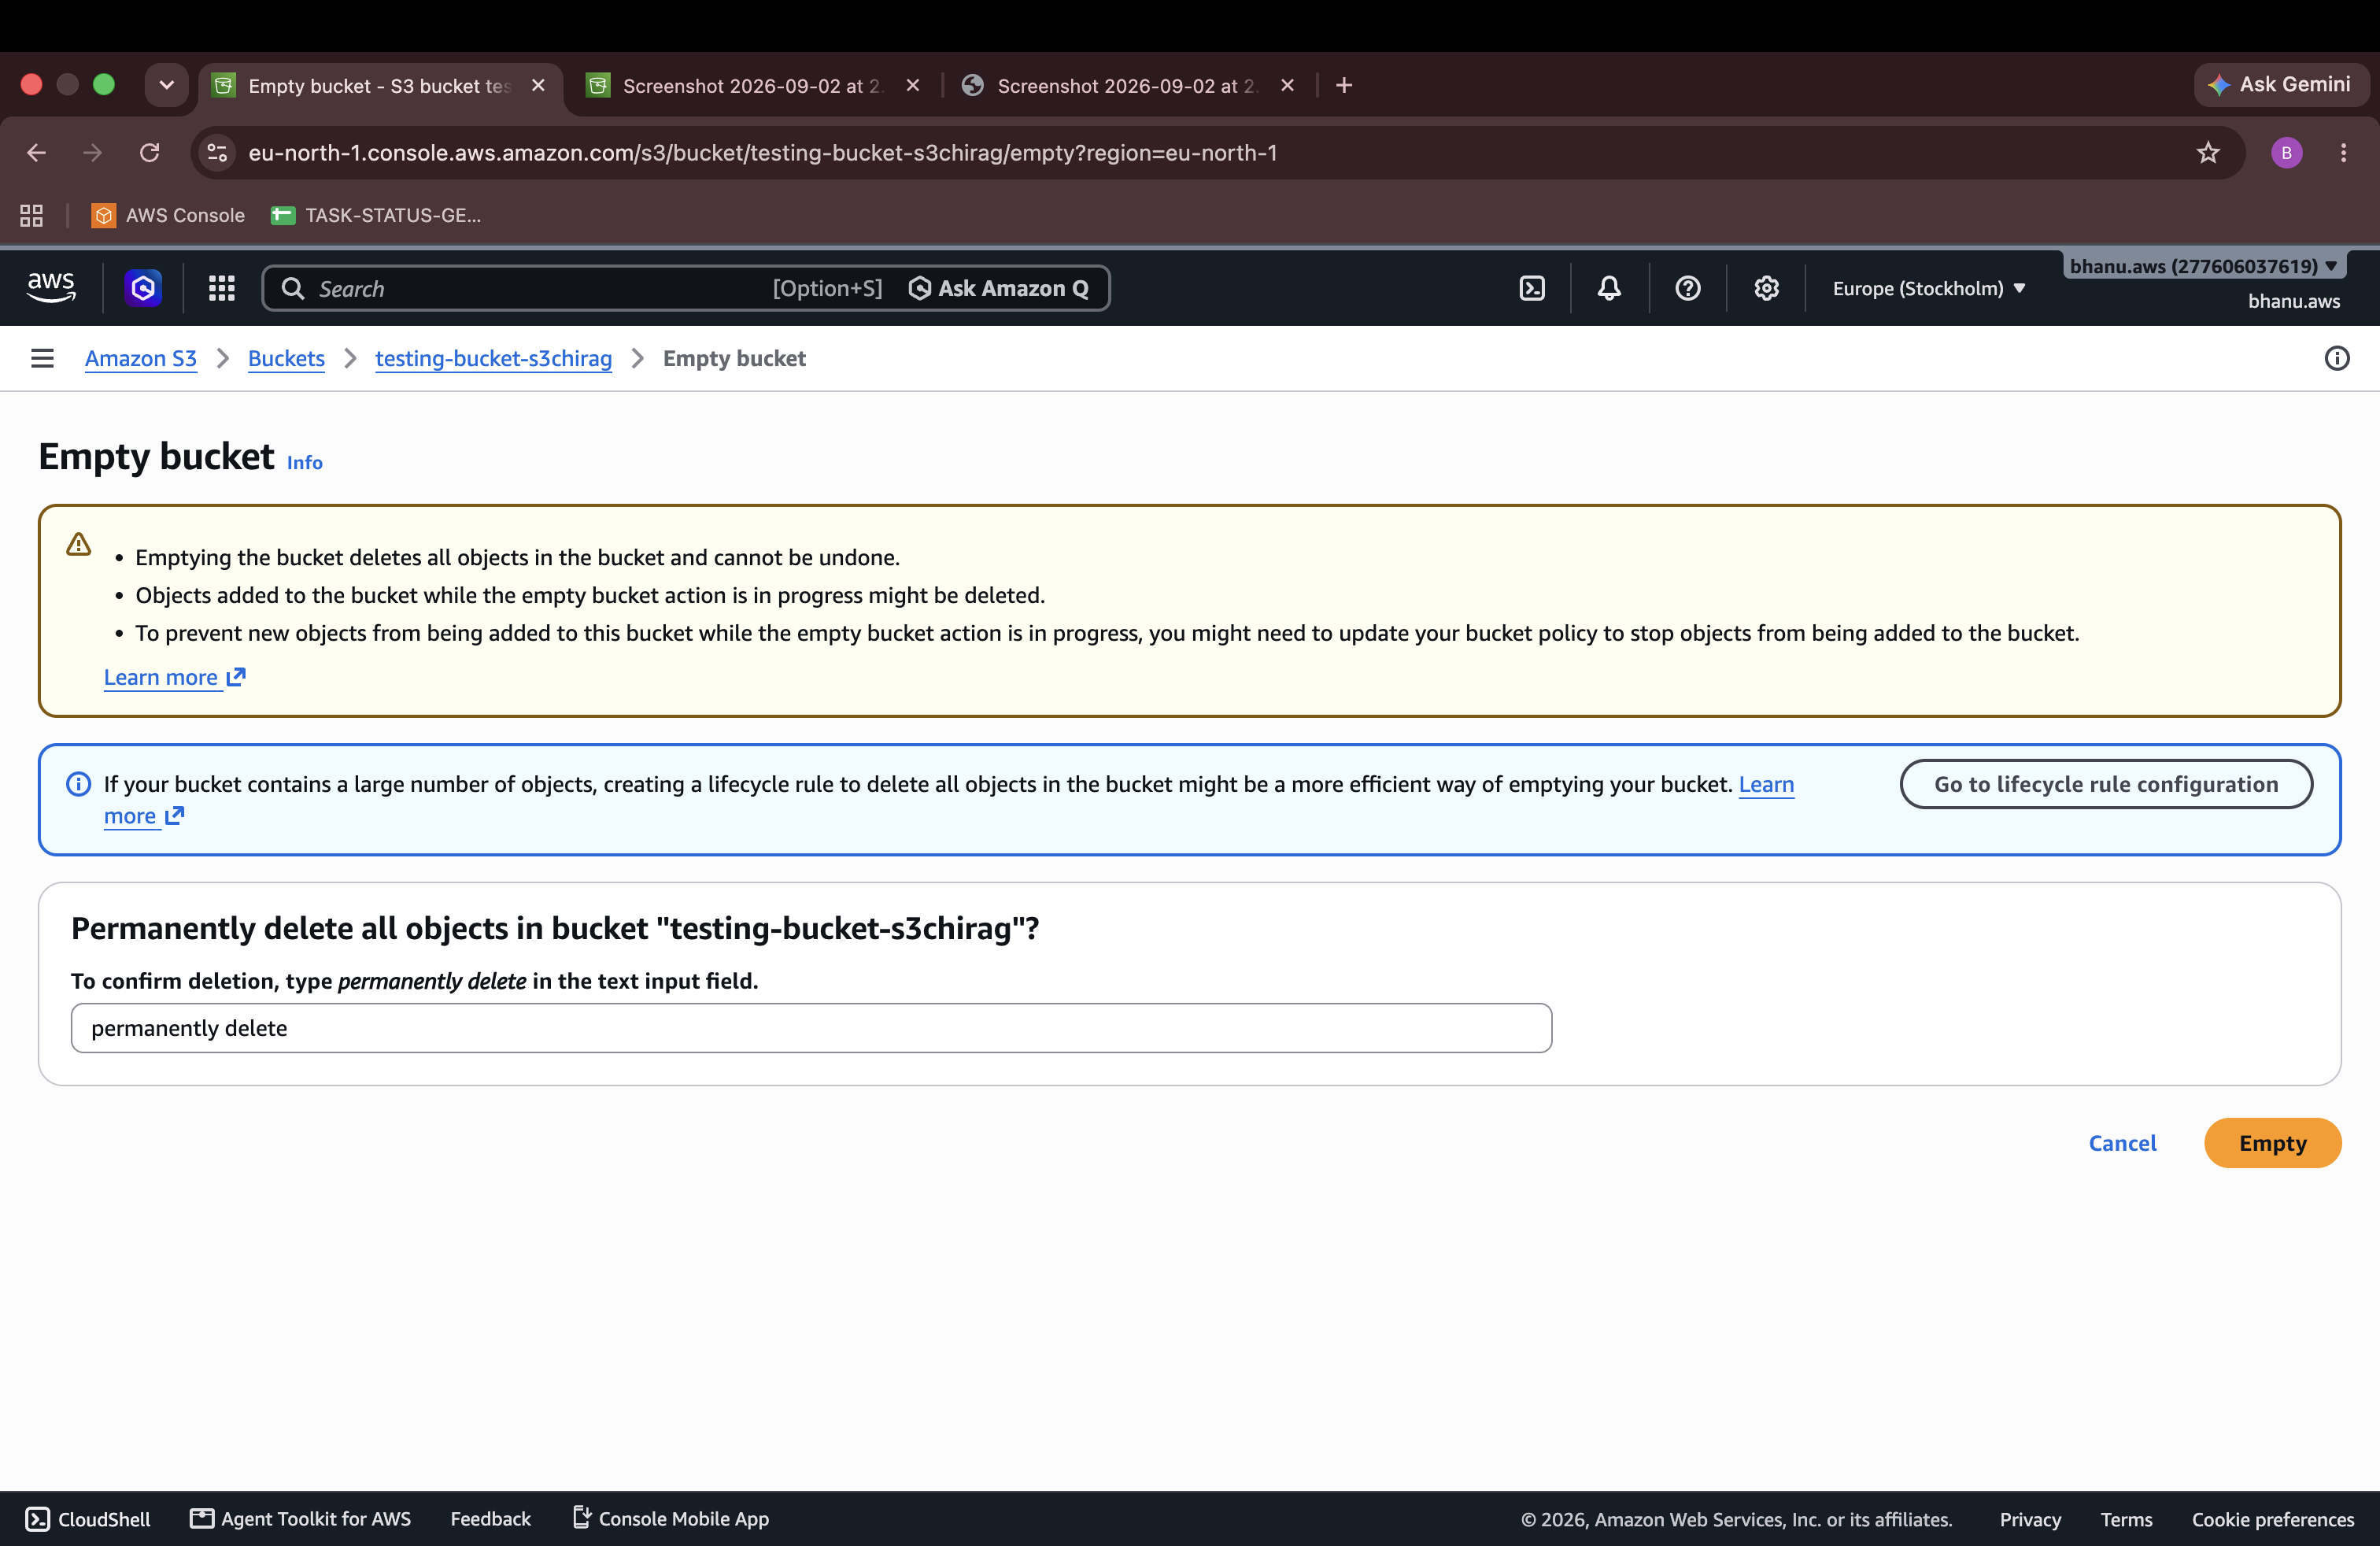 Empty bucket - S3 bucket tes
Screenshot 2026-09-02 at 2.
Screenshot 2026-09-02 at 2.
Ask Gemini
eu-north-1.console.aws.amazon.com/s3/bucket/testing-bucket-s3chirag/empty?region=eu-north-1
B
AWS Console
TASK-STATUS-GE...
aws
Search
[Option+S]
Ask Amazon Q
Europe (Stockholm)
bhanu.aws (277606037619)
bhanu.aws
Amazon S3
Buckets
testing-bucket-s3chirag
Empty bucket
Empty bucket
Info
• Emptying the bucket deletes all objects in the bucket and cannot be undone.
• Objects added to the bucket while the empty bucket action is in progress might be deleted.
• To prevent new objects from being added to this bucket while the empty bucket action is in progress, you might need to update your bucket policy to stop objects from being added to the bucket.
Learn more
If your bucket contains a large number of objects, creating a lifecycle rule to delete all objects in the bucket might be a more efficient way of emptying your bucket. Learn
more
Go to lifecycle rule configuration
Permanently delete all objects in bucket "testing-bucket-s3chirag"?
To confirm deletion, type permanently delete in the text input field.
permanently delete
Cancel
Empty
CloudShell
Agent Toolkit for AWS
Feedback
Console Mobile App
© 2026, Amazon Web Services, Inc. or its affiliates.
Privacy
Terms
Cookie preferences